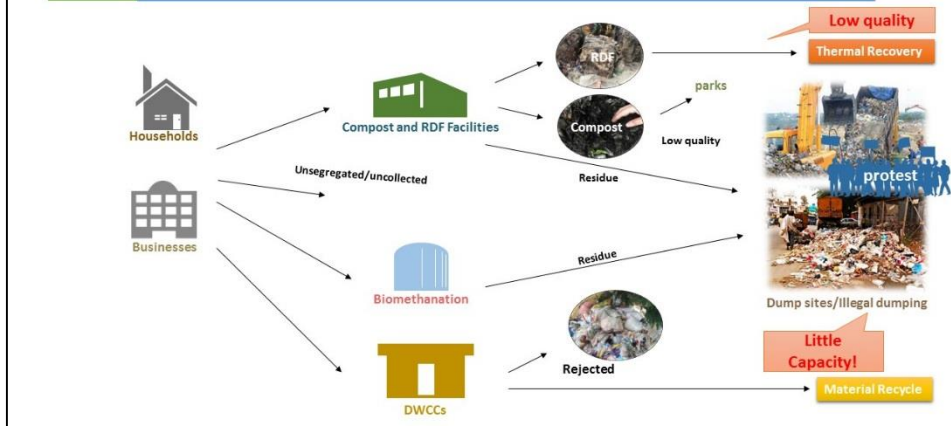 Low quality
Thermal Recovery
RDF
parks
Households
Compost and RDF Facilities
Compost
Low quality
protest
Unsegregated/uncollected
Residue
Businesses
Residue
Biomethanation
Dump sites/Illegal dumping
Little
Capacity!
Rejected
Material Recycle
DWCCs